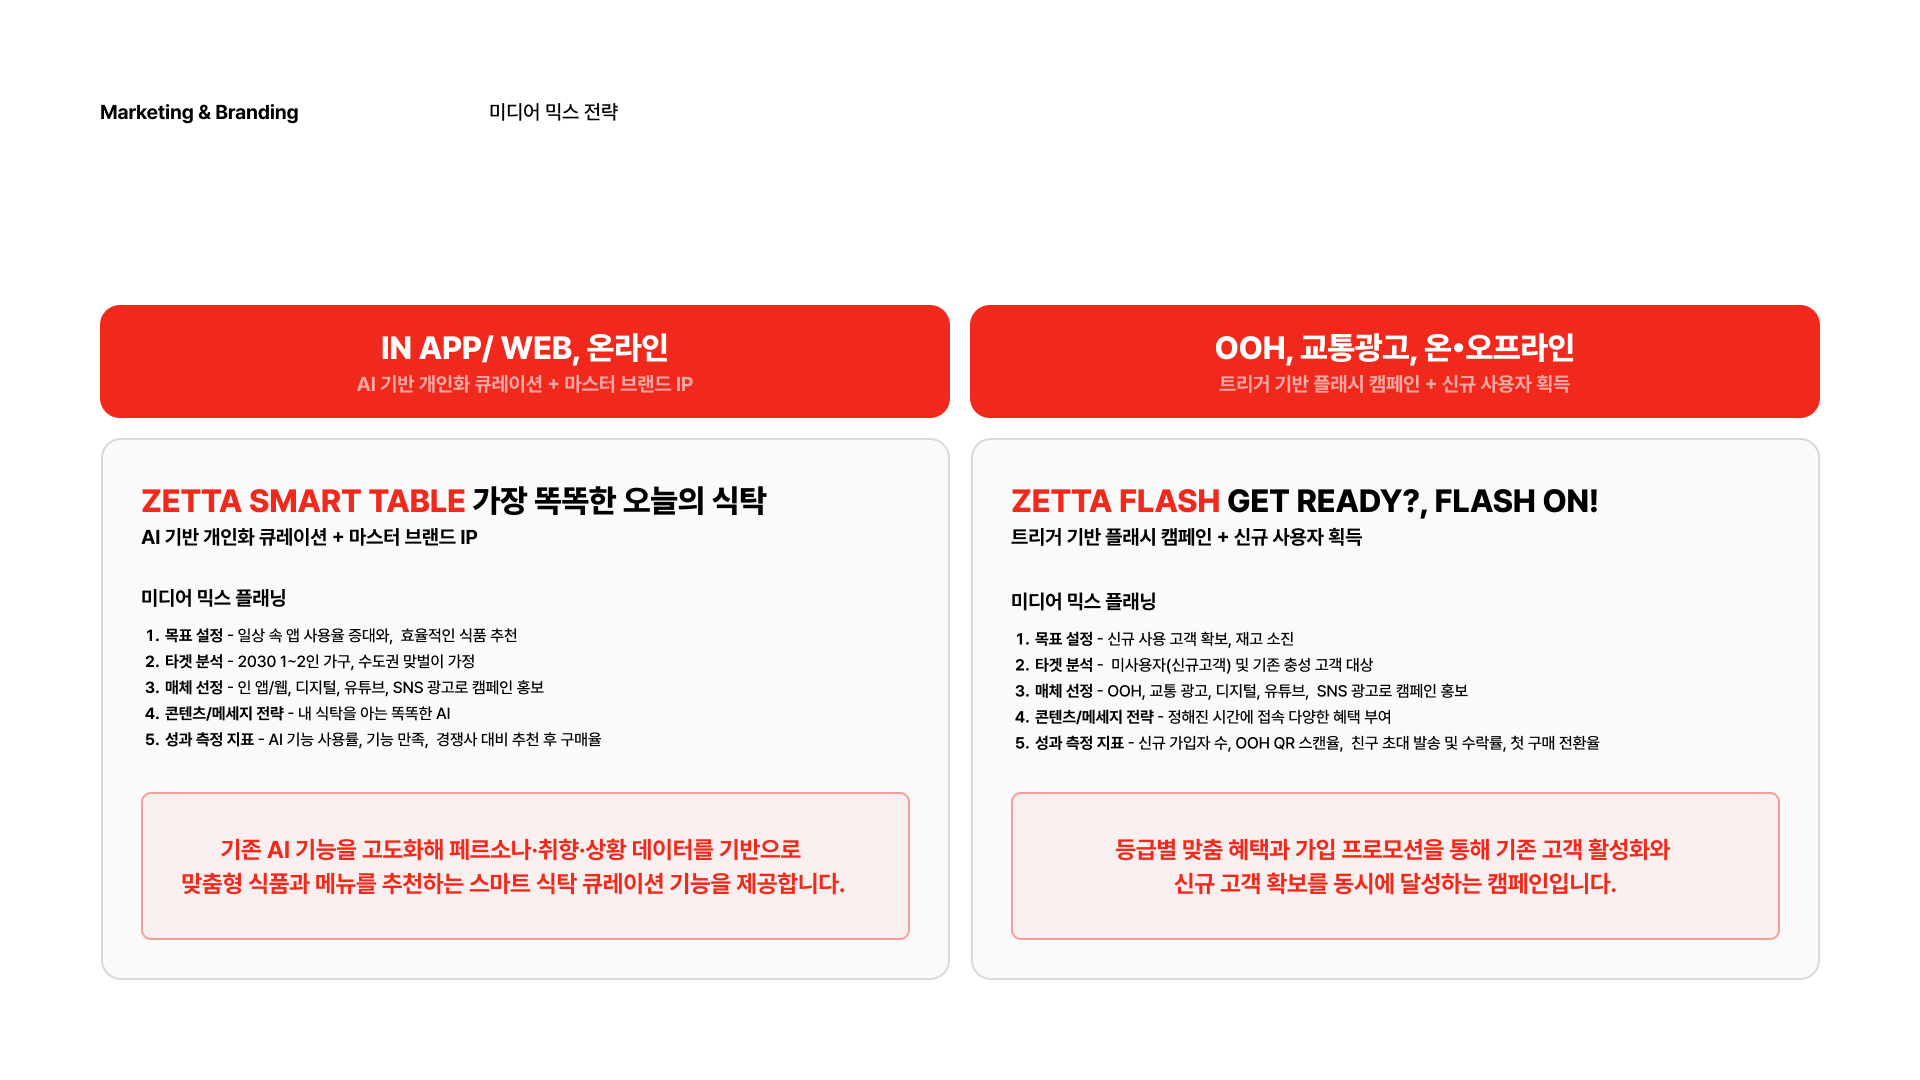 Marketing & Branding
미디어 믹스 전략
IN APP/ WEB, 온라인
AI 기반 개인화 큐레이션 + 마스터 브랜드 IP
OOH, 교통광고, 온•오프라인
트리거 기반 플래시 캠페인 + 신규 사용자 획득
ZETTA SMART TABLE 가장 똑똑한 오늘의 식탁
AI 기반 개인화 큐레이션 + 마스터 브랜드 IP
미디어 믹스 플래닝
1. 목표 설정 - 일상 속 앱 사용율 증대와, 효율적인 식품 추천
2. 타겟 분석 - 2030 1~2인 가구, 수도권 맞벌이 가정
3. 매체 선정 - 인 앱/웹, 디지털, 유튜브, SNS 광고로 캠페인 홍보
4. 콘텐츠/메세지 전략 - 내 식탁을 아는 똑똑한 AI
5. 성과 측정 지표 - AI 기능 사용률, 기능 만족, 경쟁사 대비 추천 후 구매율
기존 AI 기능을 고도화해 페르소나·취향·상황 데이터를 기반으로
맞춤형 식품과 메뉴를 추천하는 스마트 식탁 큐레이션 기능을 제공합니다.
ZETTA FLASH GET READY?, FLASH ON!
트리거 기반 플래시 캠페인 + 신규 사용자 획득
미디어 믹스 플래닝
1. 목표 설정 - 신규 사용 고객 확보, 재고 소진
2. 타겟 분석 - 미사용자(신규고객) 및 기존 충성 고객 대상
3. 매체 선정 - OOH, 교통 광고, 디지털, 유튜브, SNS 광고로 캠페인 홍보
4. 콘텐츠/메세지 전략 - 정해진 시간에 접속 다양한 혜택 부여
5. 성과 측정 지표 - 신규 가입자 수, OOH QR 스캔율, 친구 초대 발송 및 수락률, 첫 구매 전환율
등급별 맞춤 혜택과 가입 프로모션을 통해 기존 고객 활성화와
신규 고객 확보를 동시에 달성하는 캠페인입니다.